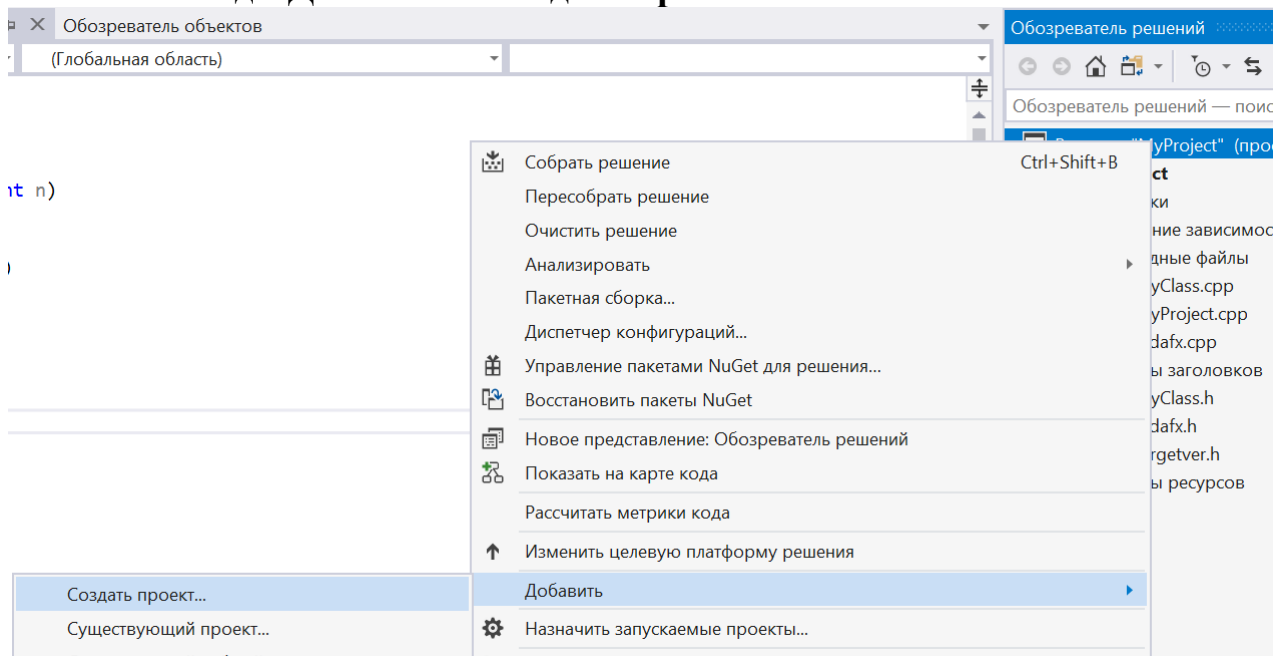 Обозреватель объектов
Обозреватель решений
(Глобальная область)
Обозреватель решений — поис
int n)
)
Собрать решение Ctrl+Shift+B
Пересобрать решение
Очистить решение
Анализировать
Пакетная сборка...
Диспетчер конфигураций...
Управление пакетами NuGet для решения...
Восстановить пакеты NuGet
Новое представление: Обозреватель решений
Показать на карте кода
Рассчитать метрики кода
Изменить целевую платформу решения
Добавить
Назначить запускаемые проекты...
Создать проект...
Существующий проект...
yProject" (про
ct
ки
ние зависимос
дные файлы
yClass.cpp
yProject.cpp
dafx.cpp
ы заголовков
yClass.h
dafx.h
rgetver.h
ы ресурсов